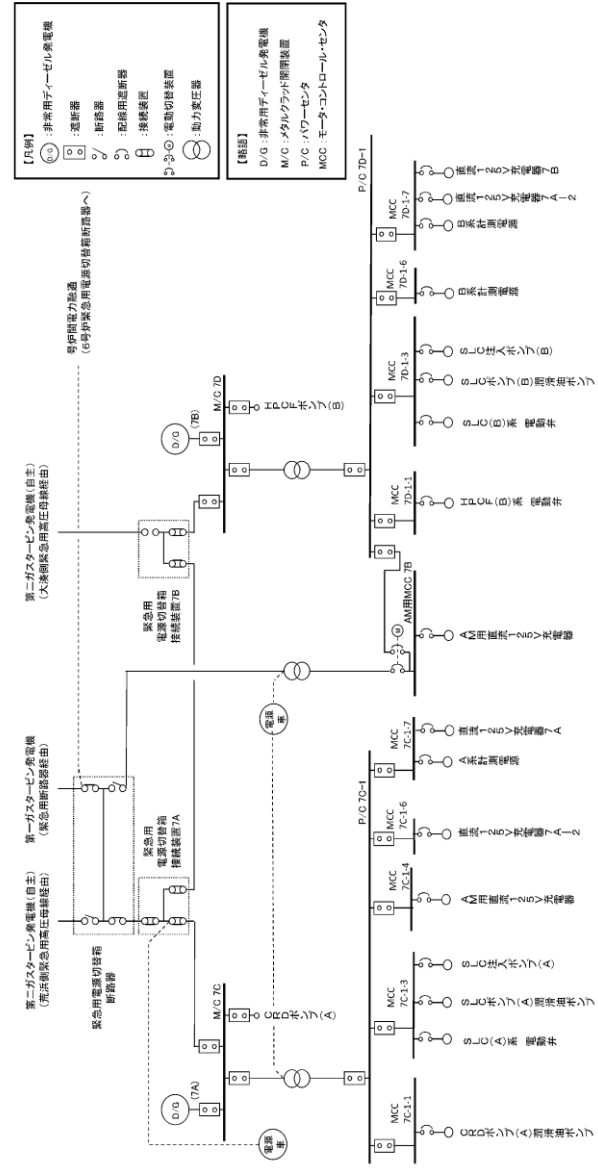 第二ガスタービン発電機(自主)
(荒浜側緊急用高圧母線経由)
第一ガスタービン発電機
(緊急用断路器経由)
第二ガスタービン発電機(自主)
(大湊側緊急用高圧母線経由)
号炉間電力融通
(6号炉緊急用電源切替箱断路器へ)
緊急用電源切替箱
断路器
緊急用
電源切替箱
接続装置7A
緊急用
電源切替箱
接続装置7B
電源
車
D/G
(7A)
M/C 7C
CRDポンプ(A)
電源
車
D/G
(7B)
M/C 7D
HPCFポンプ(B)
P/C 7C-1
MCC
7C-1-1
CRDポンプ(A)潤滑油ポンプ
MCC
7C-1-3
SLC(A)系 電動弁
SLCポンプ(A)潤滑油ポンプ
SLC注入ポンプ(A)
MCC
7C-1-4
AM用直流125V充電器
MCC
7C-1-6
直流125V充電器7A-2
MCC
7C-1-7
A系計測電源
直流125V充電器7A
M
AM用MCC 7B
AM用直流125V充電器
P/C 7D-1
MCC
7D-1-1
HPCF(B)系 電動弁
MCC
7D-1-3
SLC(B)系 電動弁
SLCポンプ(B)潤滑油ポンプ
SLC注入ポンプ(B)
MCC
7D-1-6
B系計測電源
MCC
7D-1-7
B系計測電源
直流125V充電器7A-2
直流125V充電器7B
【凡例】
D/G :非常用ディーゼル発電機
:遮断器
:断路器
:配線用遮断器
:接続装置
M :電動切替装置
:動力変圧器
【略語】
D/G :非常用ディーゼル発電機
M/C :メタルクラッド開閉装置
P/C :パワーセンタ
MCC :モータ・コントロール・センタ